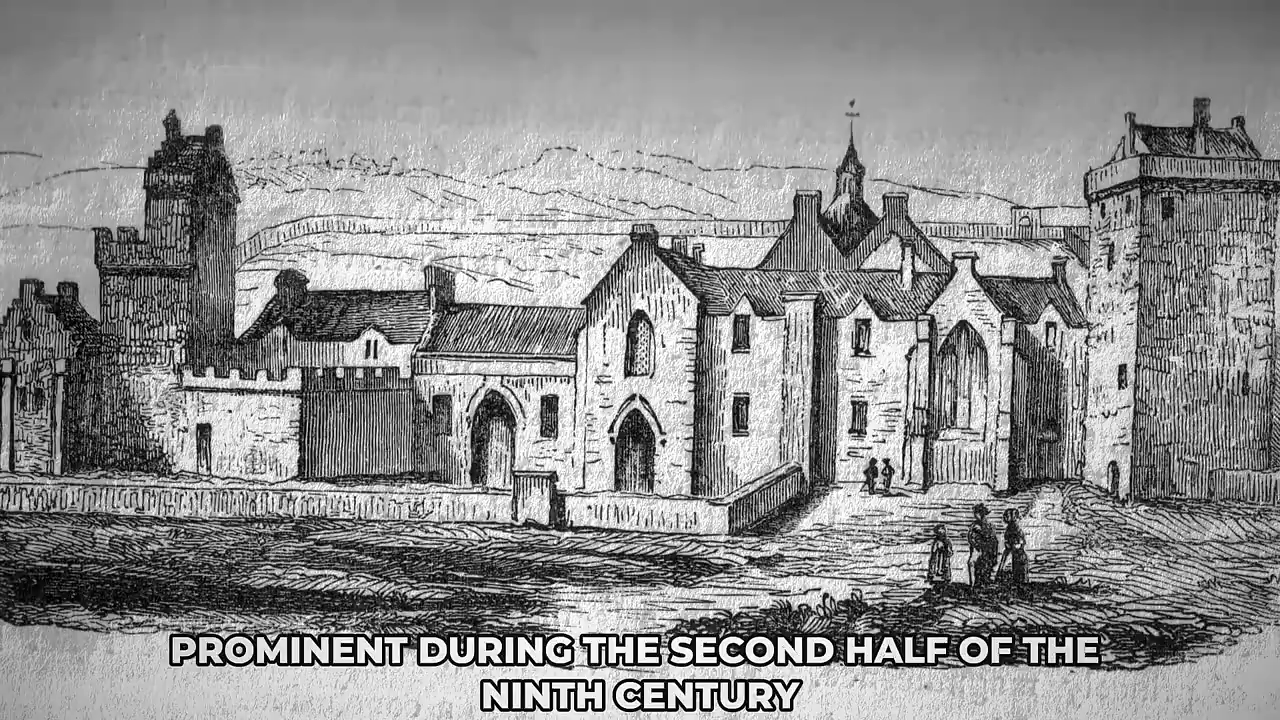 PROMINENT DURING THE SECOND HALF OF THE
NINTH CENTURY